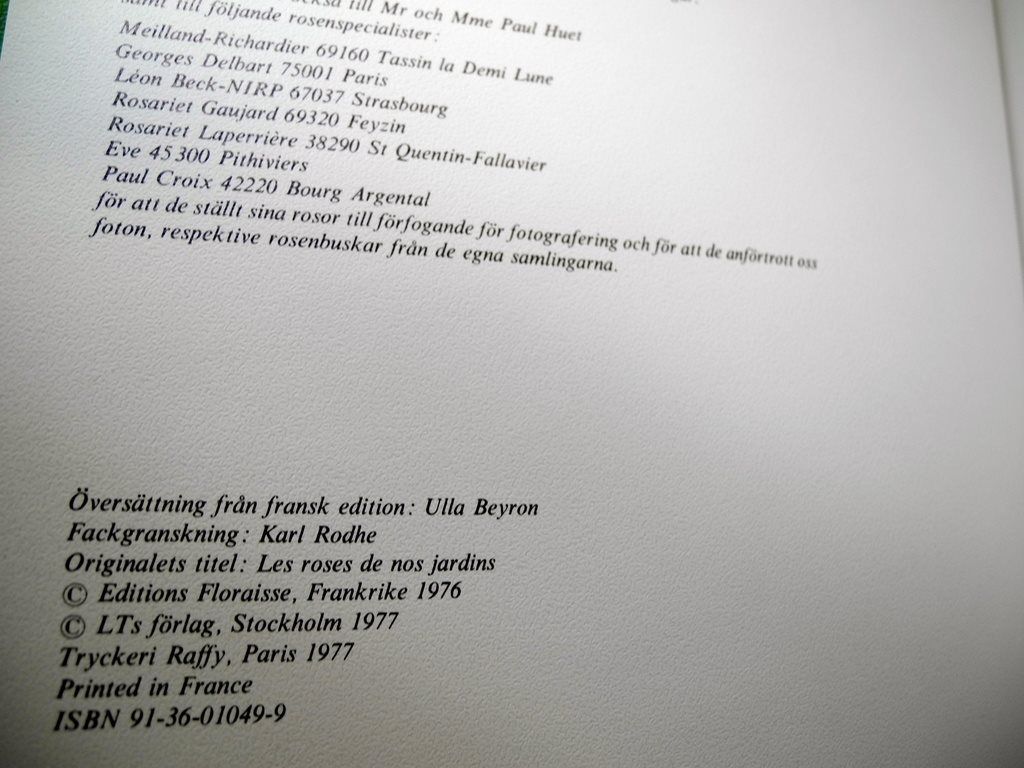 till Mr och Mme Paul Huet
samt till följande rosenspecialister:
Meilland-Richardier 69160 Tassin la Demi Lune
Georges Delbart 75001 Paris
Léon Beck-NIRP 67037 Strasbourg
Rosariet Gaujard 69320 Feyzin
Rosariet Laperrière 38290 St Quentin-Fallavier
Eve 45300 Pithiviers
Paul Croix 42220 Bourg Argental
för att de ställt sina rosor till förfogande för fotografering och för att de anförtrott oss
foton, respektive rosenbuskar från de egna samlingarna.
Översättning från fransk edition: Ulla Beyron
Fackgranskning: Karl Rodhe
Originalets titel: Les roses de nos jardins
© Editions Floraisse, Frankrike 1976
© LTs förlag, Stockholm 1977
Tryckeri Raffy, Paris 1977
Printed in France
ISBN 91-36-01049-9